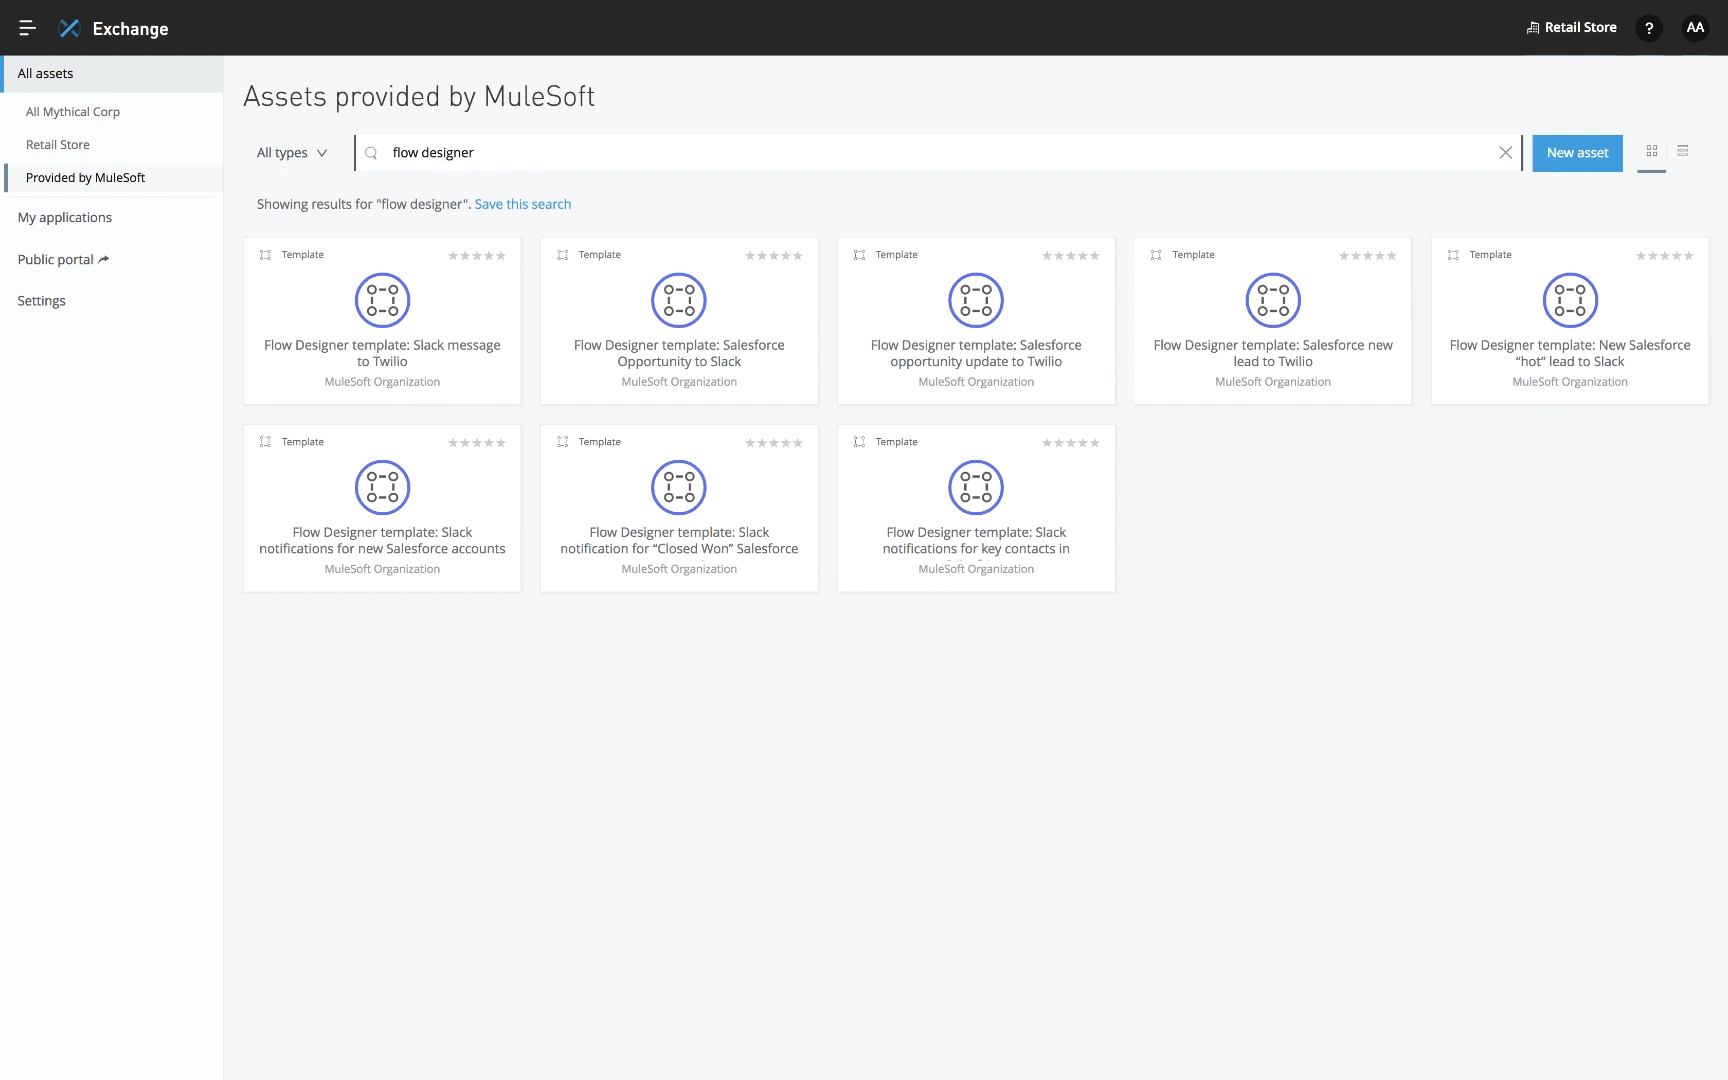 Exchange
Retail Store
?
AA
All assets
All Mythical Corp
Retail Store
Provided by MuleSoft
My applications
Public portal
Settings
Assets provided by MuleSoft
All types
flow designer
New asset
Showing results for "flow designer". Save this search
Template
Flow Designer template: Slack message
to Twilio
MuleSoft Organization
Template
Flow Designer template: Salesforce
Opportunity to Slack
MuleSoft Organization
Template
Flow Designer template: Salesforce
opportunity update to Twilio
MuleSoft Organization
Template
Flow Designer template: Salesforce new
lead to Twilio
MuleSoft Organization
Template
Flow Designer template: New Salesforce
“hot” lead to Slack
MuleSoft Organization
Template
Flow Designer template: Slack
notifications for new Salesforce accounts
MuleSoft Organization
Template
Flow Designer template: Slack
notification for “Closed Won” Salesforce
MuleSoft Organization
Template
Flow Designer template: Slack
notifications for key contacts in
MuleSoft Organization